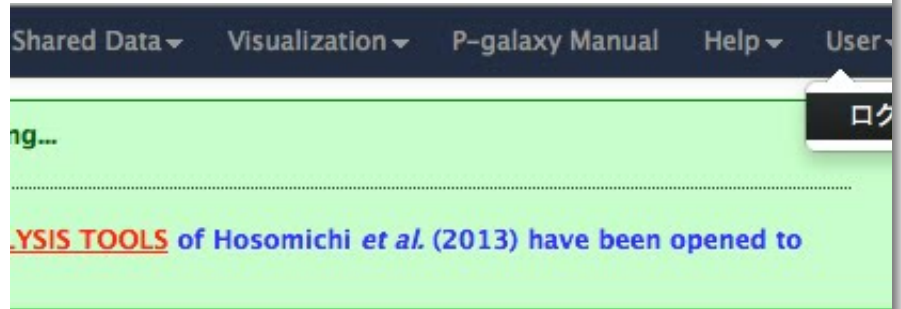 Shared Data Visualization P-galaxy Manual Help User
ログ
ng...
LYSIS TOOLS of Hosomichi et al. (2013) have been opened to